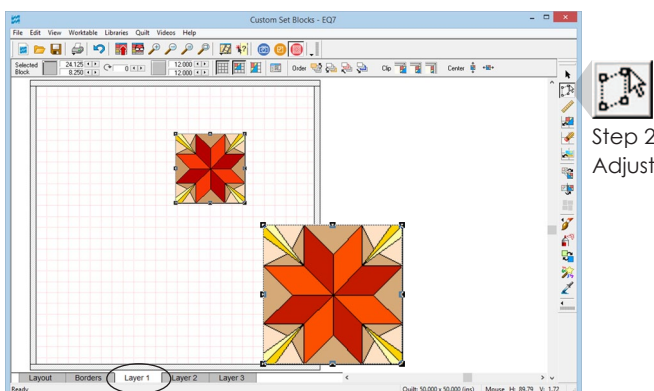 Custom Set Blocks - EQ7
File Edit View Worktable Libraries Quilt Videos Help
Selected Block 24.125 8.250 0 12.000 12.000 Order Clip Center
Step 2
Adjust
Layout Borders Layer 1 Layer 2 Layer 3
Ready Quilt: 50.000 x 50.000 (ins) Mouse H: 89.79 V: 1.72